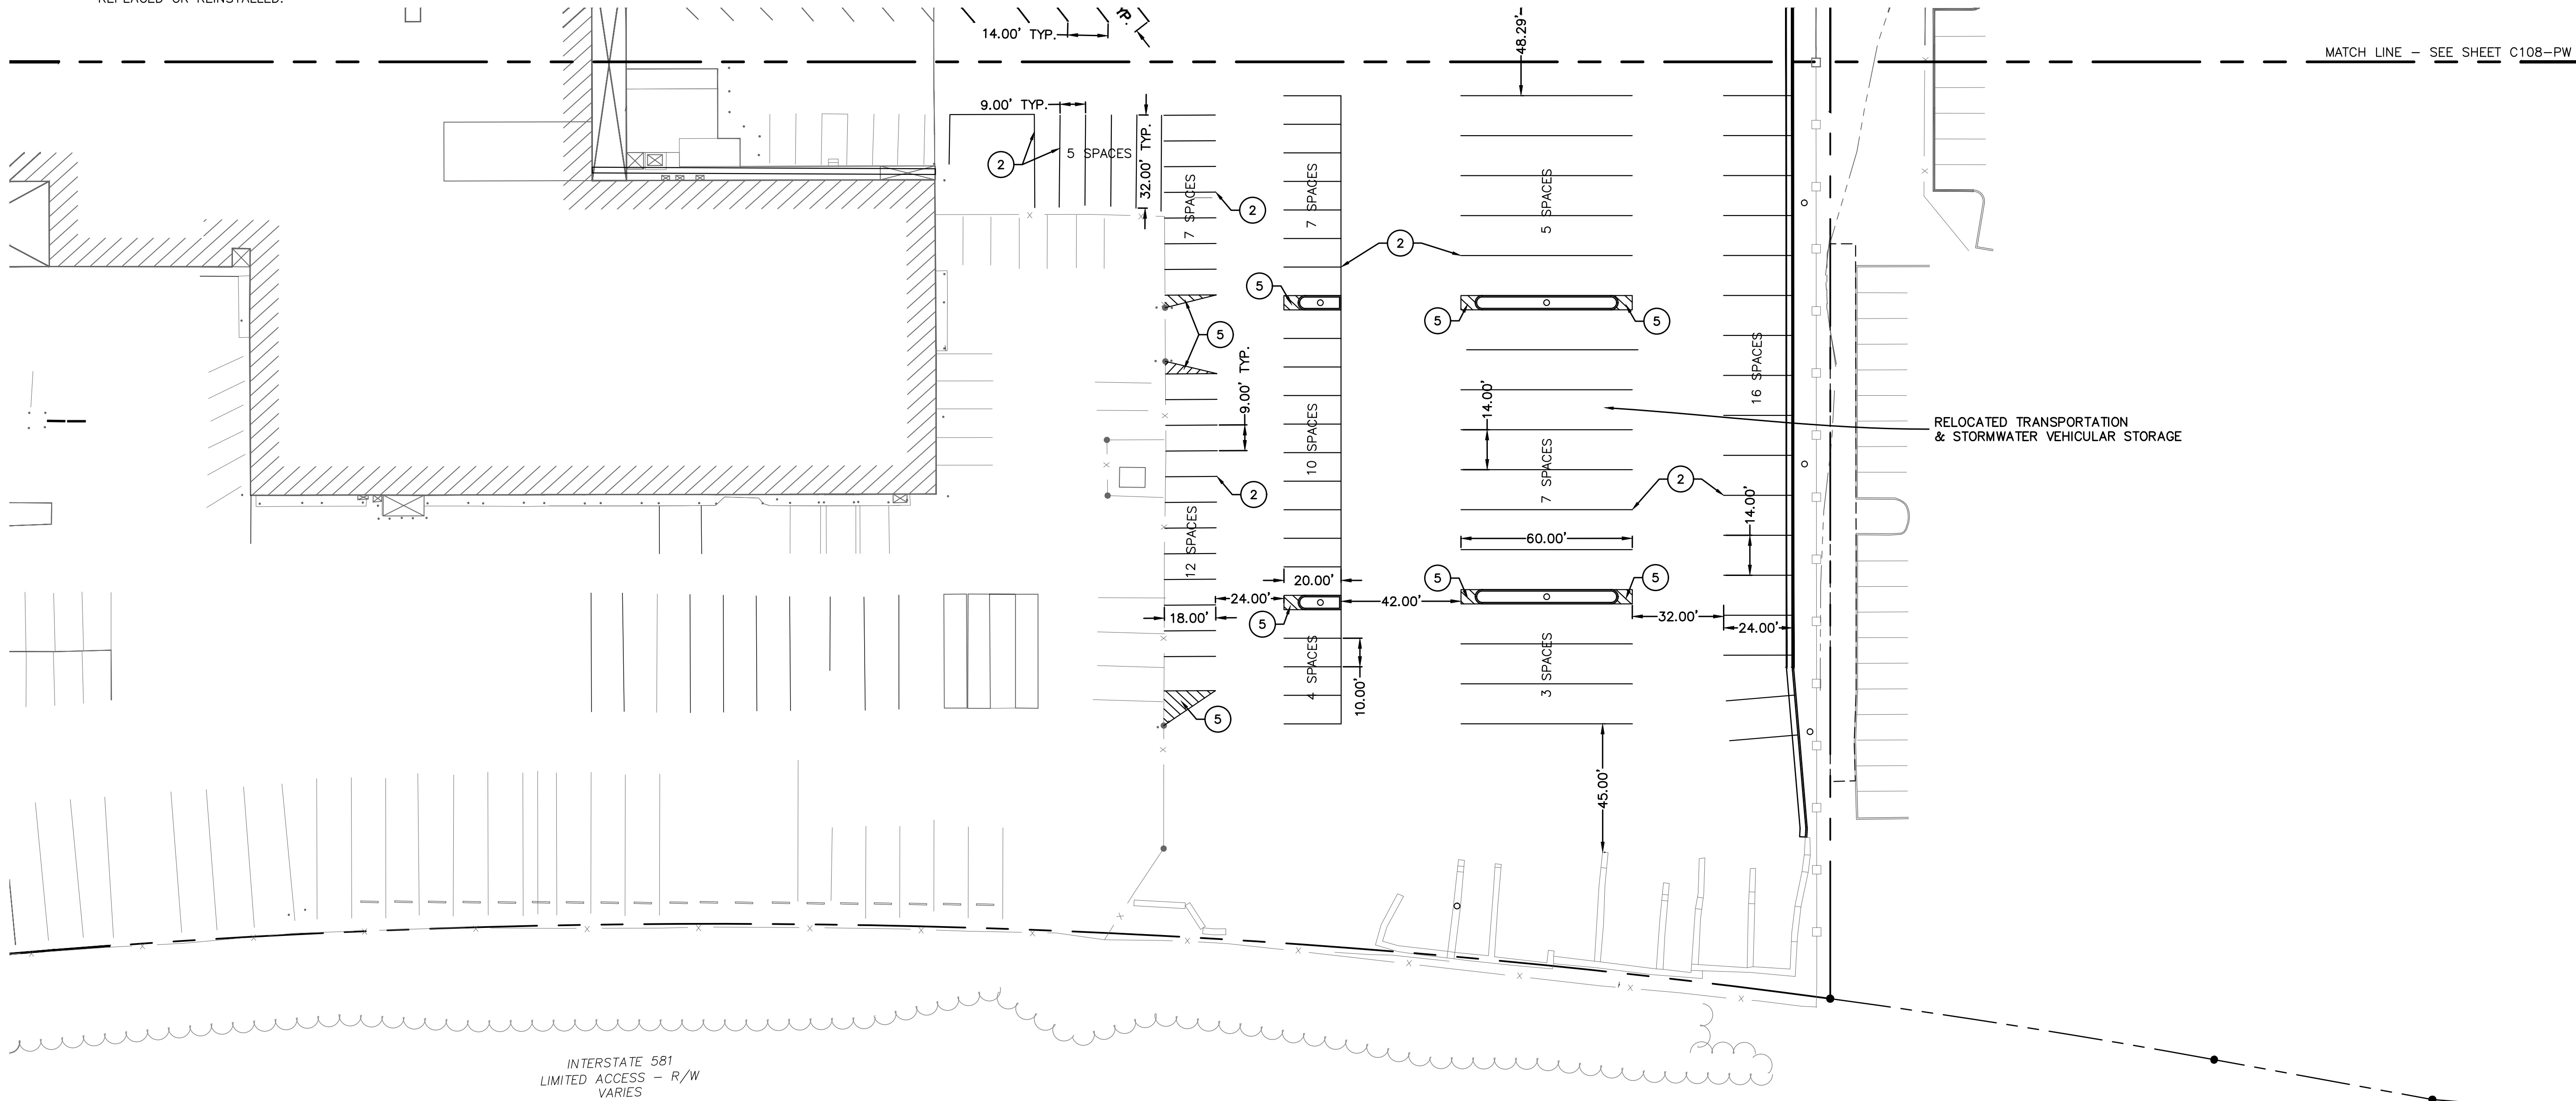 REPLACED OR REINSTALLED.
14.00' TYP.
YP.
48.29'
MATCH LINE – SEE SHEET C108–PW
9.00' TYP.
32.00' TYP.
2
5 SPACES
7 SPACES
2
7 SPACES
5 SPACES
2
5
5
5
5
9.00' TYP.
16 SPACES
14.00'
RELOCATED TRANSPORTATION
& STORMWATER VEHICULAR STORAGE
10 SPACES
7 SPACES
2
2
14.00'
12 SPACES
60.00'
20.00'
5
5
24.00'
42.00'
18.00'
5
32.00'
24.00'
4 SPACES
3 SPACES
10.00'
5
45.00'
INTERSTATE 581
LIMITED ACCESS – R/W
VARIES